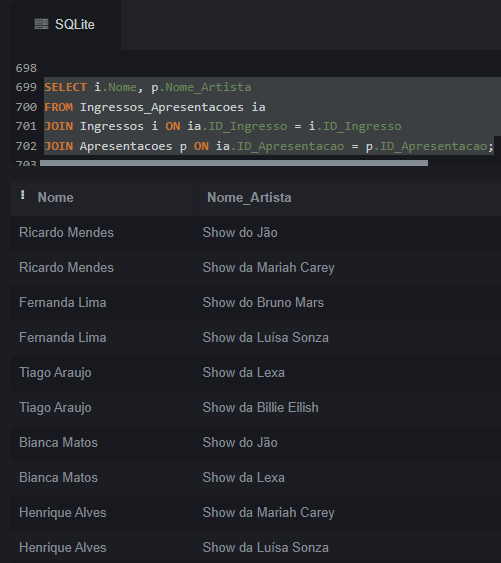 SQLite
698
699 SELECT i.Nome, p.Nome_Artista
700 FROM Ingressos_Apresentacoes ia
701 JOIN Ingressos i ON ia.ID_Ingresso = i.ID_Ingresso
702 JOIN Apresentacoes p ON ia.ID_Apresentacao = p.ID_Apresentacao;
703
Nome Nome_Artista
Ricardo Mendes Show do Jão
Ricardo Mendes Show da Mariah Carey
Fernanda Lima Show do Bruno Mars
Fernanda Lima Show da Luísa Sonza
Tiago Araujo Show da Lexa
Tiago Araujo Show da Billie Eilish
Bianca Matos Show do Jão
Bianca Matos Show da Lexa
Henrique Alves Show da Mariah Carey
Henrique Alves Show da Luísa Sonza